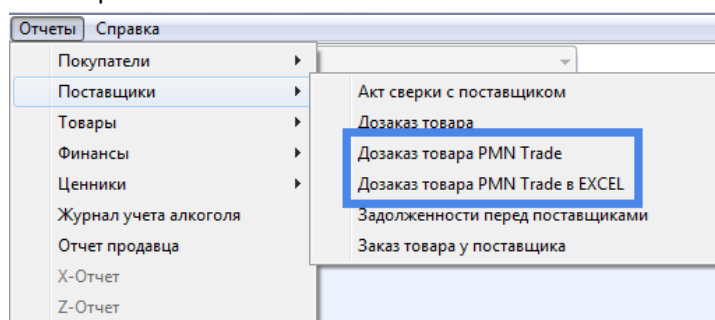 Отчеты Справка
Покупатели
Поставщики
Товары
Финансы
Ценники
Журнал учета алкоголя
Отчет продавца
X-Отчет
Z-Отчет
Акт сверки с поставщиком
Дозаказ товара
Дозаказ товара PMN Trade
Дозаказ товара PMN Trade в EXCEL
Задолженности перед поставщиками
Заказ товара у поставщика